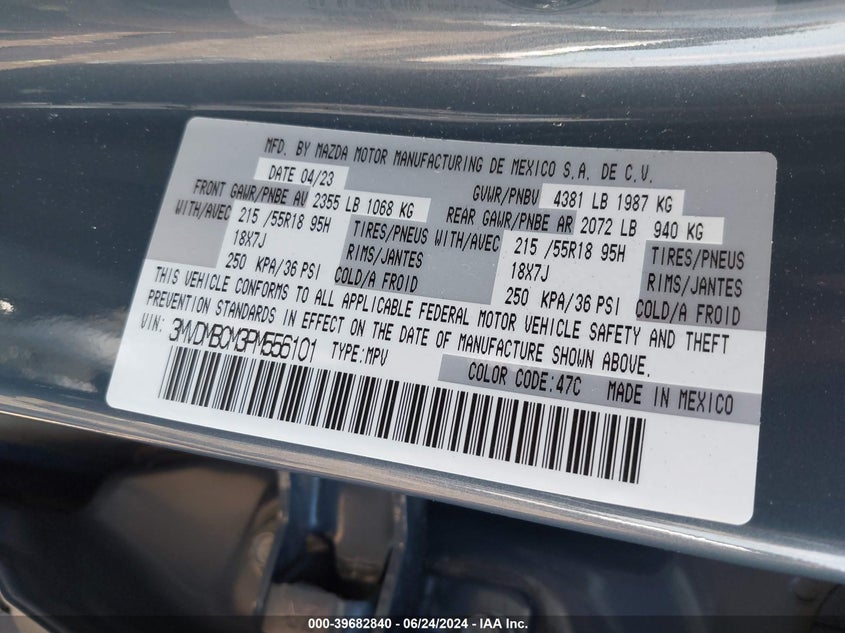 MFD. BY MAZDA MOTOR MANUFACTURING DE MEXICO S.A. DE C.V.
DATE 04/23 GVWR/PNBV 4381 LB 1987 KG
FRONT GAWR/PNBE AV 2355 LB 1068 KG REAR GAWR/PNBE AR 2072 LB 940 KG
WITH/AVEC 215 /55R18 95H TIRES/PNEUS WITH/AVEC 215 /55R18 95H TIRES/PNEUS
18X7J RIMS/JANTES 18X7J RIMS/JANTES
250 KPA/36 PSI COLD/A FROID 250 KPA/36 PSI COLD/A FROID
THIS VEHICLE CONFORMS TO ALL APPLICABLE FEDERAL MOTOR VEHICLE SAFETY AND THEFT
PREVENTION STANDARDS IN EFFECT ON THE DATE OF MANUFACTURE SHOWN ABOVE.
VIN: 3MVDMBCM3PM556101 TYPE:MPV
COLOR CODE:47C MADE IN MEXICO
000-39682840 - 06/24/2024 - IAA Inc.